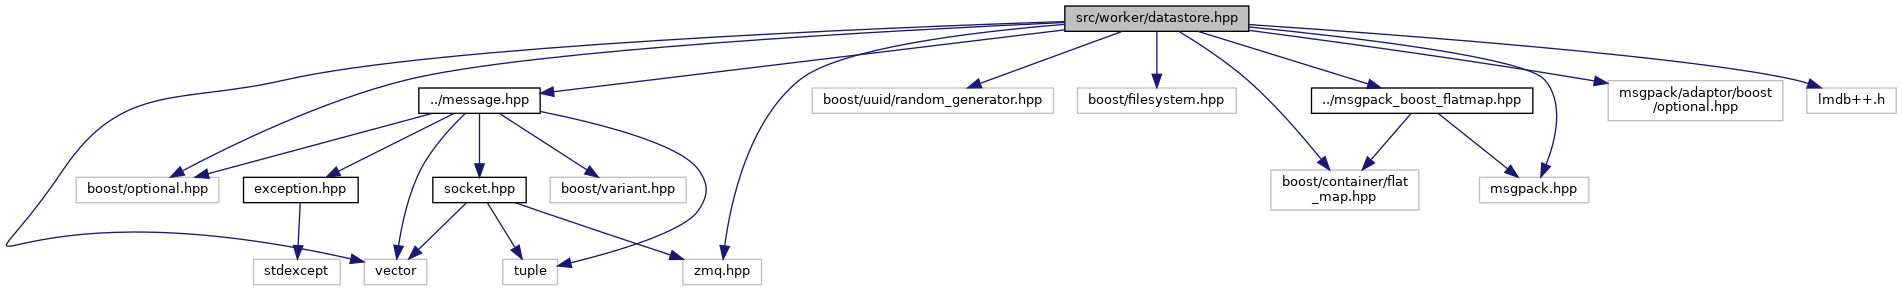 src/worker/datastore.hpp
../message.hpp
boost/uuid/random_generator.hpp
boost/filesystem.hpp
../msgpack_boost_flatmap.hpp
msgpack/adaptor/boost
/optional.hpp
lmdb++.h
boost/optional.hpp
exception.hpp
socket.hpp
boost/variant.hpp
boost/container/flat
_map.hpp
msgpack.hpp
stdexcept
vector
tuple
zmq.hpp